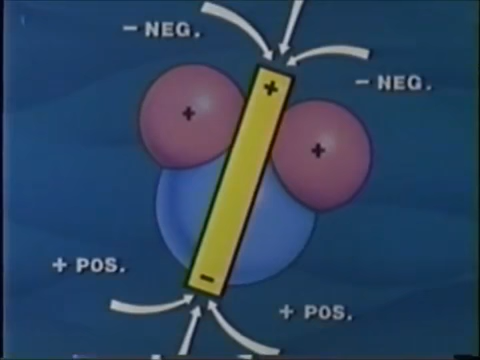 - NEG.
+
- NEG.
+
+
+ POS.
-
+ POS.